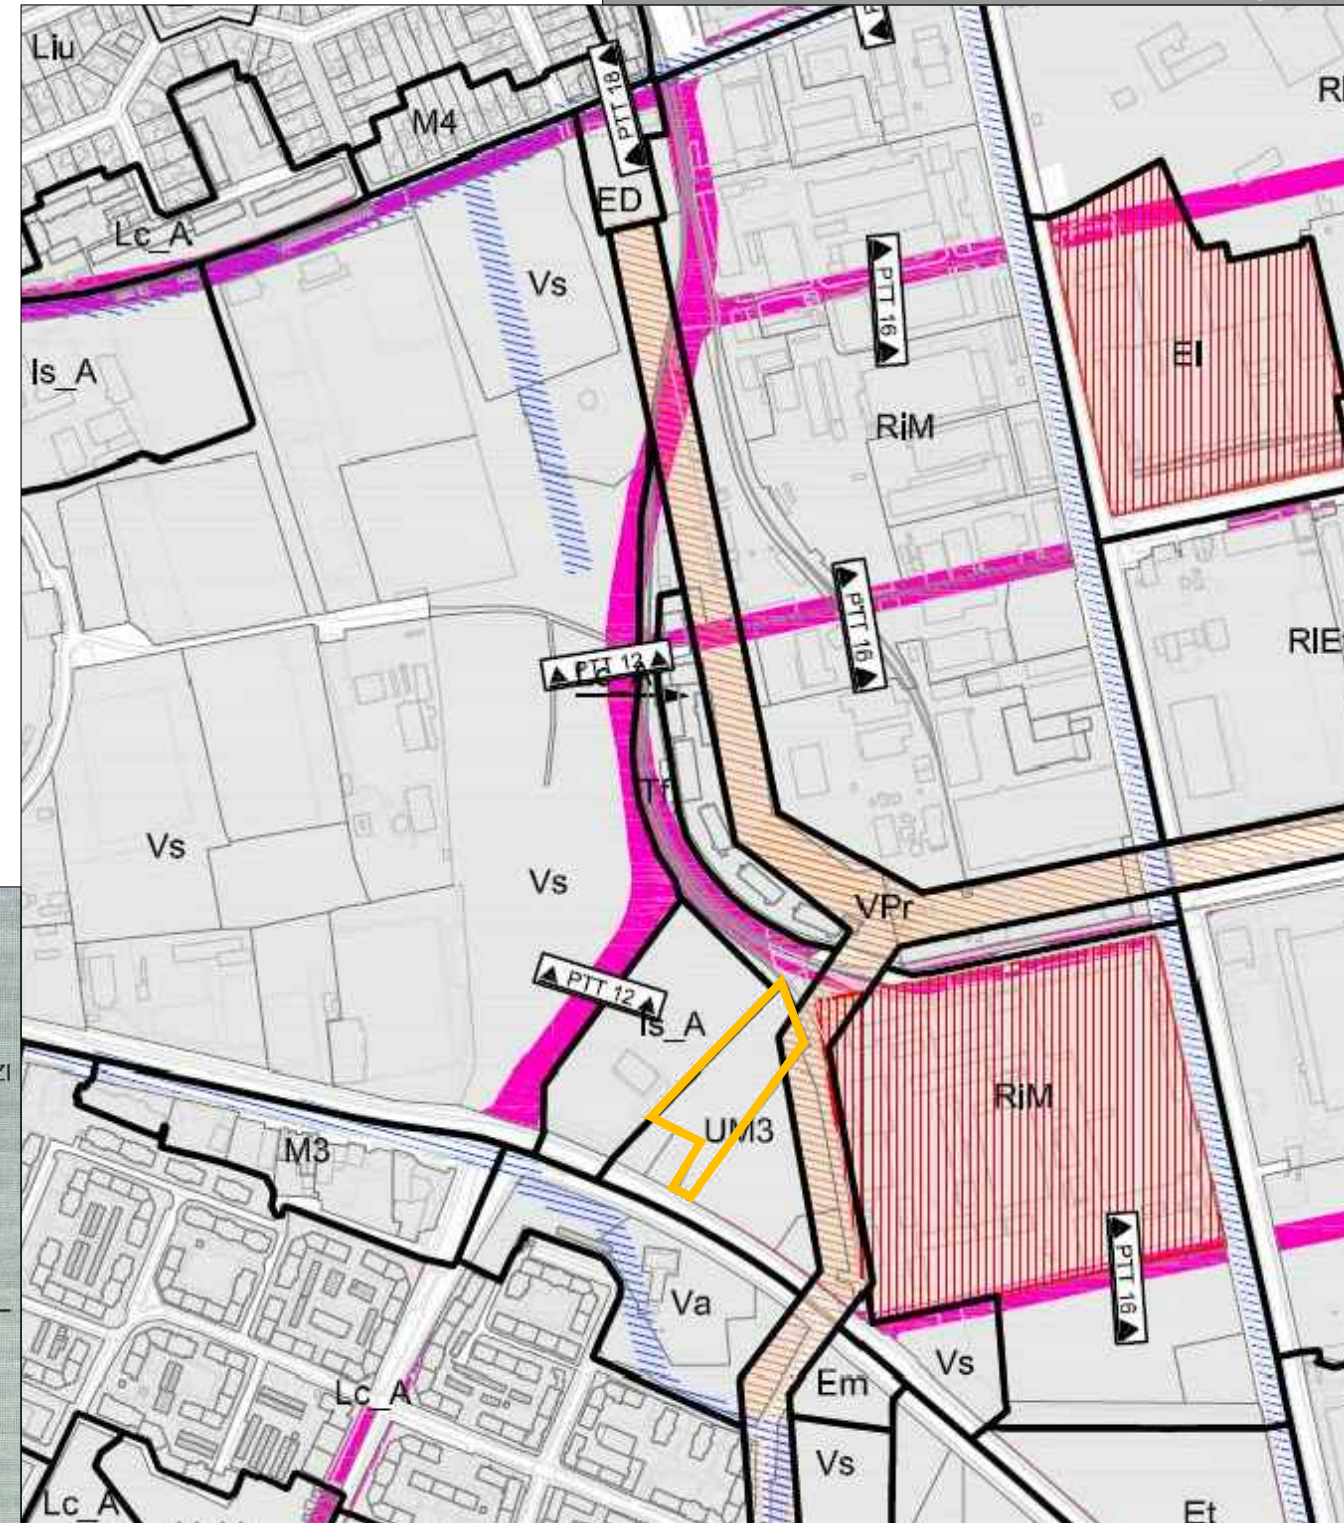 Liu
M4
PTT 18
ED
Lc_A
Vs
PTT 16
EI
Is_A
RiM
PTT 16
RIE
PTT 12
Tf
Vs
Vs
VPr
PTT 12
Is_A
ZI
RiM
UM3
M3
PTT 16
Va
Vs
Em
Lc_A
Vs
Lc_A
Et